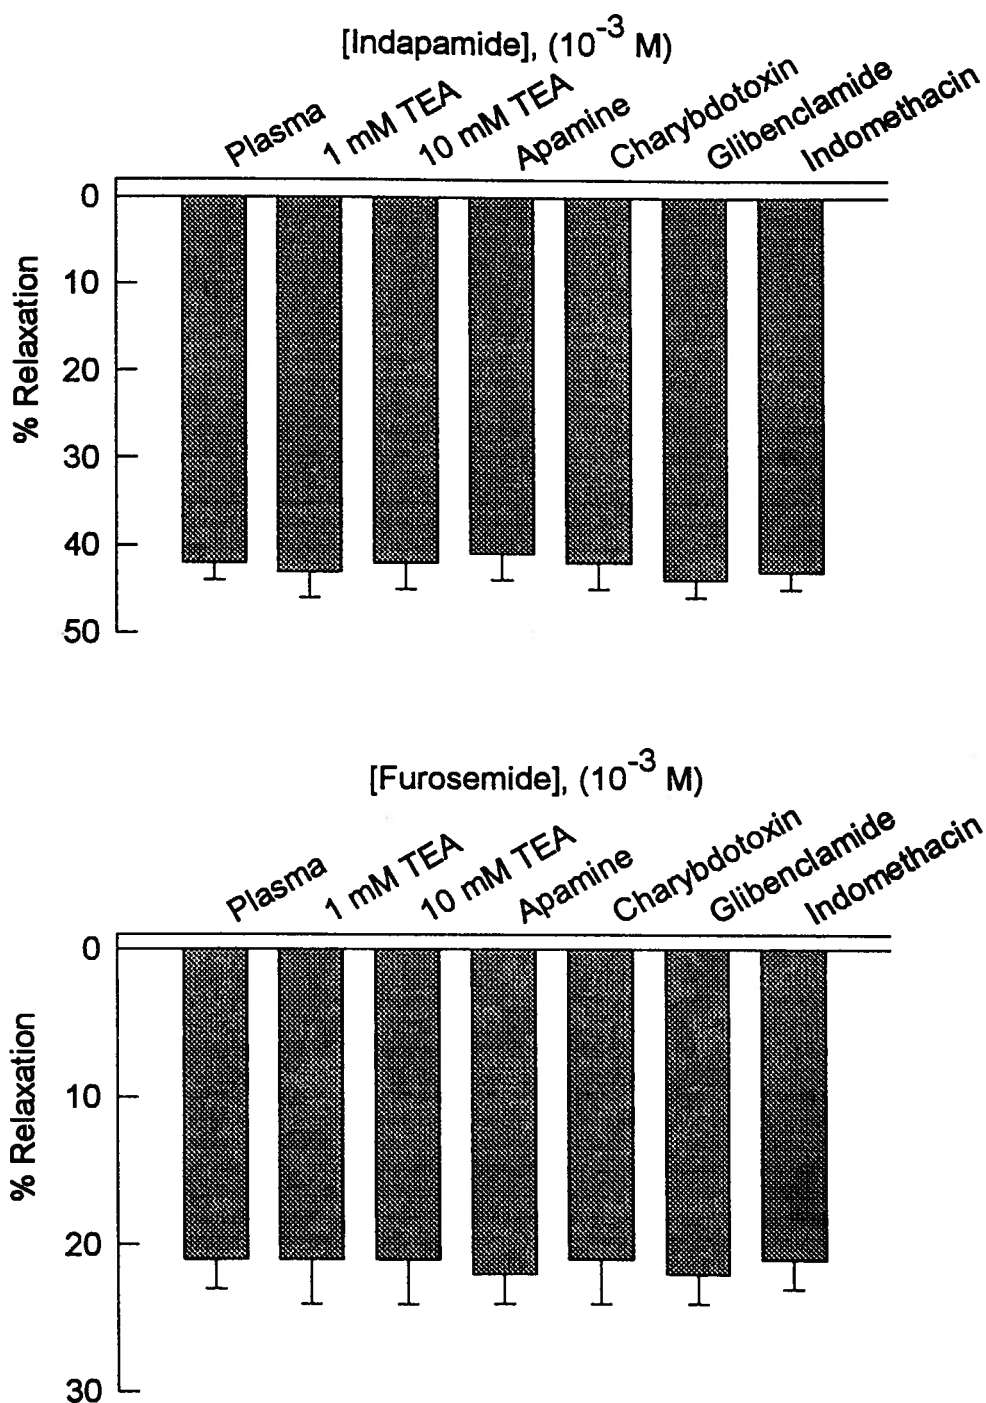 [Indapamide], (10⁻³ M)
Plasma
1 mM TEA
10 mM TEA
Apamine
Charybdotoxin
Glibenclamide
Indomethacin
% Relaxation
0
10
20
30
40
50
[Furosemide], (10⁻³ M)
Plasma
1 mM TEA
10 mM TEA
Apamine
Charybdotoxin
Glibenclamide
Indomethacin
% Relaxation
0
10
20
30